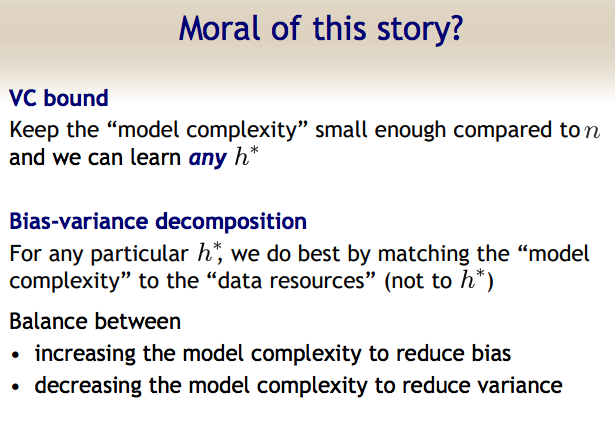 Moral of this story?
VC bound
Keep the “model complexity” small enough compared to n
and we can learn any h*
Bias-variance decomposition
For any particular h*, we do best by matching the “model
complexity” to the “data resources” (not to h*)
Balance between
• increasing the model complexity to reduce bias
• decreasing the model complexity to reduce variance